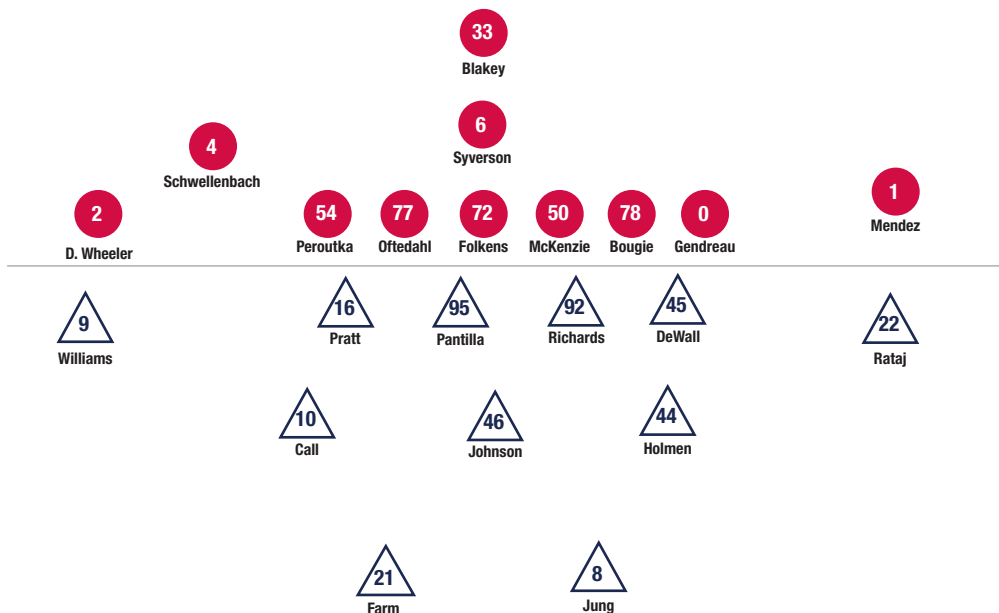 33
Blakey
6
Syverson
4
Schwellenbach
2
D. Wheeler
54
Peroutka
77
Oftedahl
72
Folkens
50
McKenzie
78
Bougie
0
Gendreau
1
Mendez
9
Williams
16
Pratt
95
Pantilla
92
Richards
45
DeWall
22
Rataj
10
Call
46
Johnson
44
Holmen
21
Farm
8
Jung